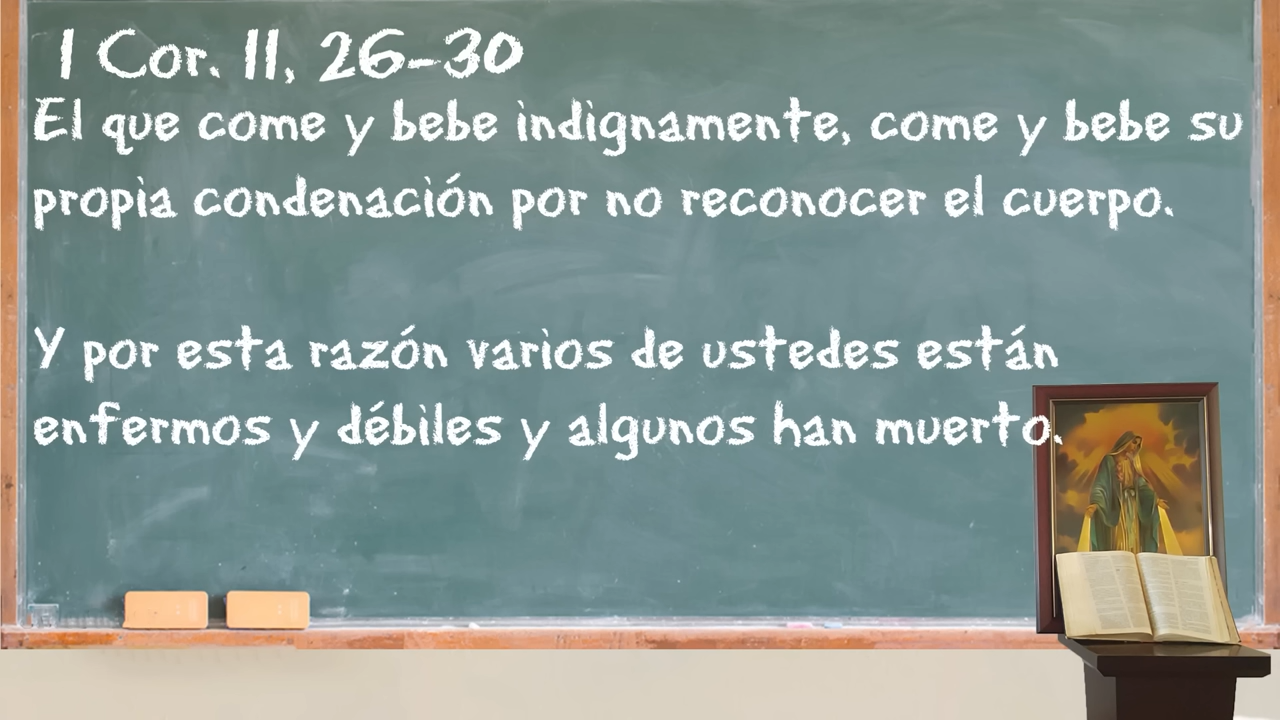 1 Cor. 11, 26-30
El que come y bebe indignamente, come y bebe su
propia condenación por no reconocer el cuerpo.
Y por esta razón varios de ustedes están
enfermos y débiles y algunos han muerto.